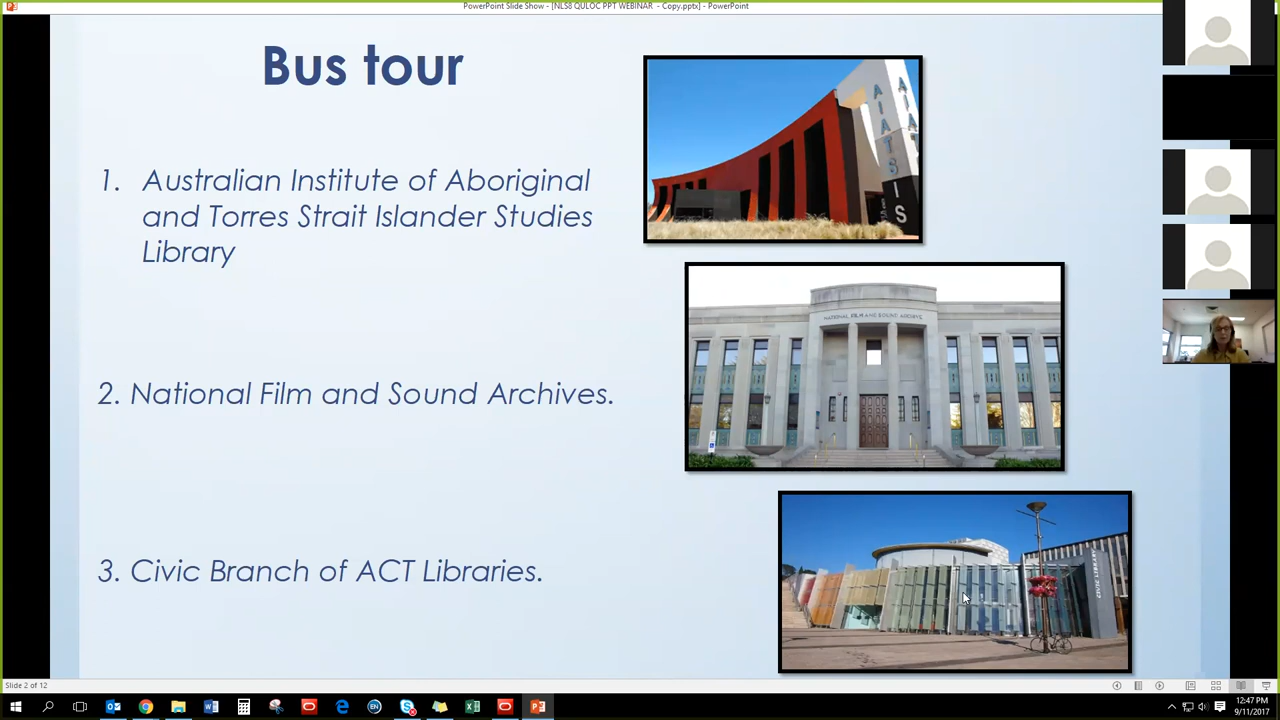 PowerPoint Slide Show - [NLS8 QULOC PPT WEBINAR - Copy.pptx] - PowerPoint
Bus tour
1. Australian Institute of Aboriginal
and Torres Strait Islander Studies
Library
AIATSIS
2. National Film and Sound Archives.
NATIONAL FILM AND SOUND ARCHIVE
3. Civic Branch of ACT Libraries.
CIVIC LIBRARY
Slide 2 of 12
12:47 PM
9/11/2017